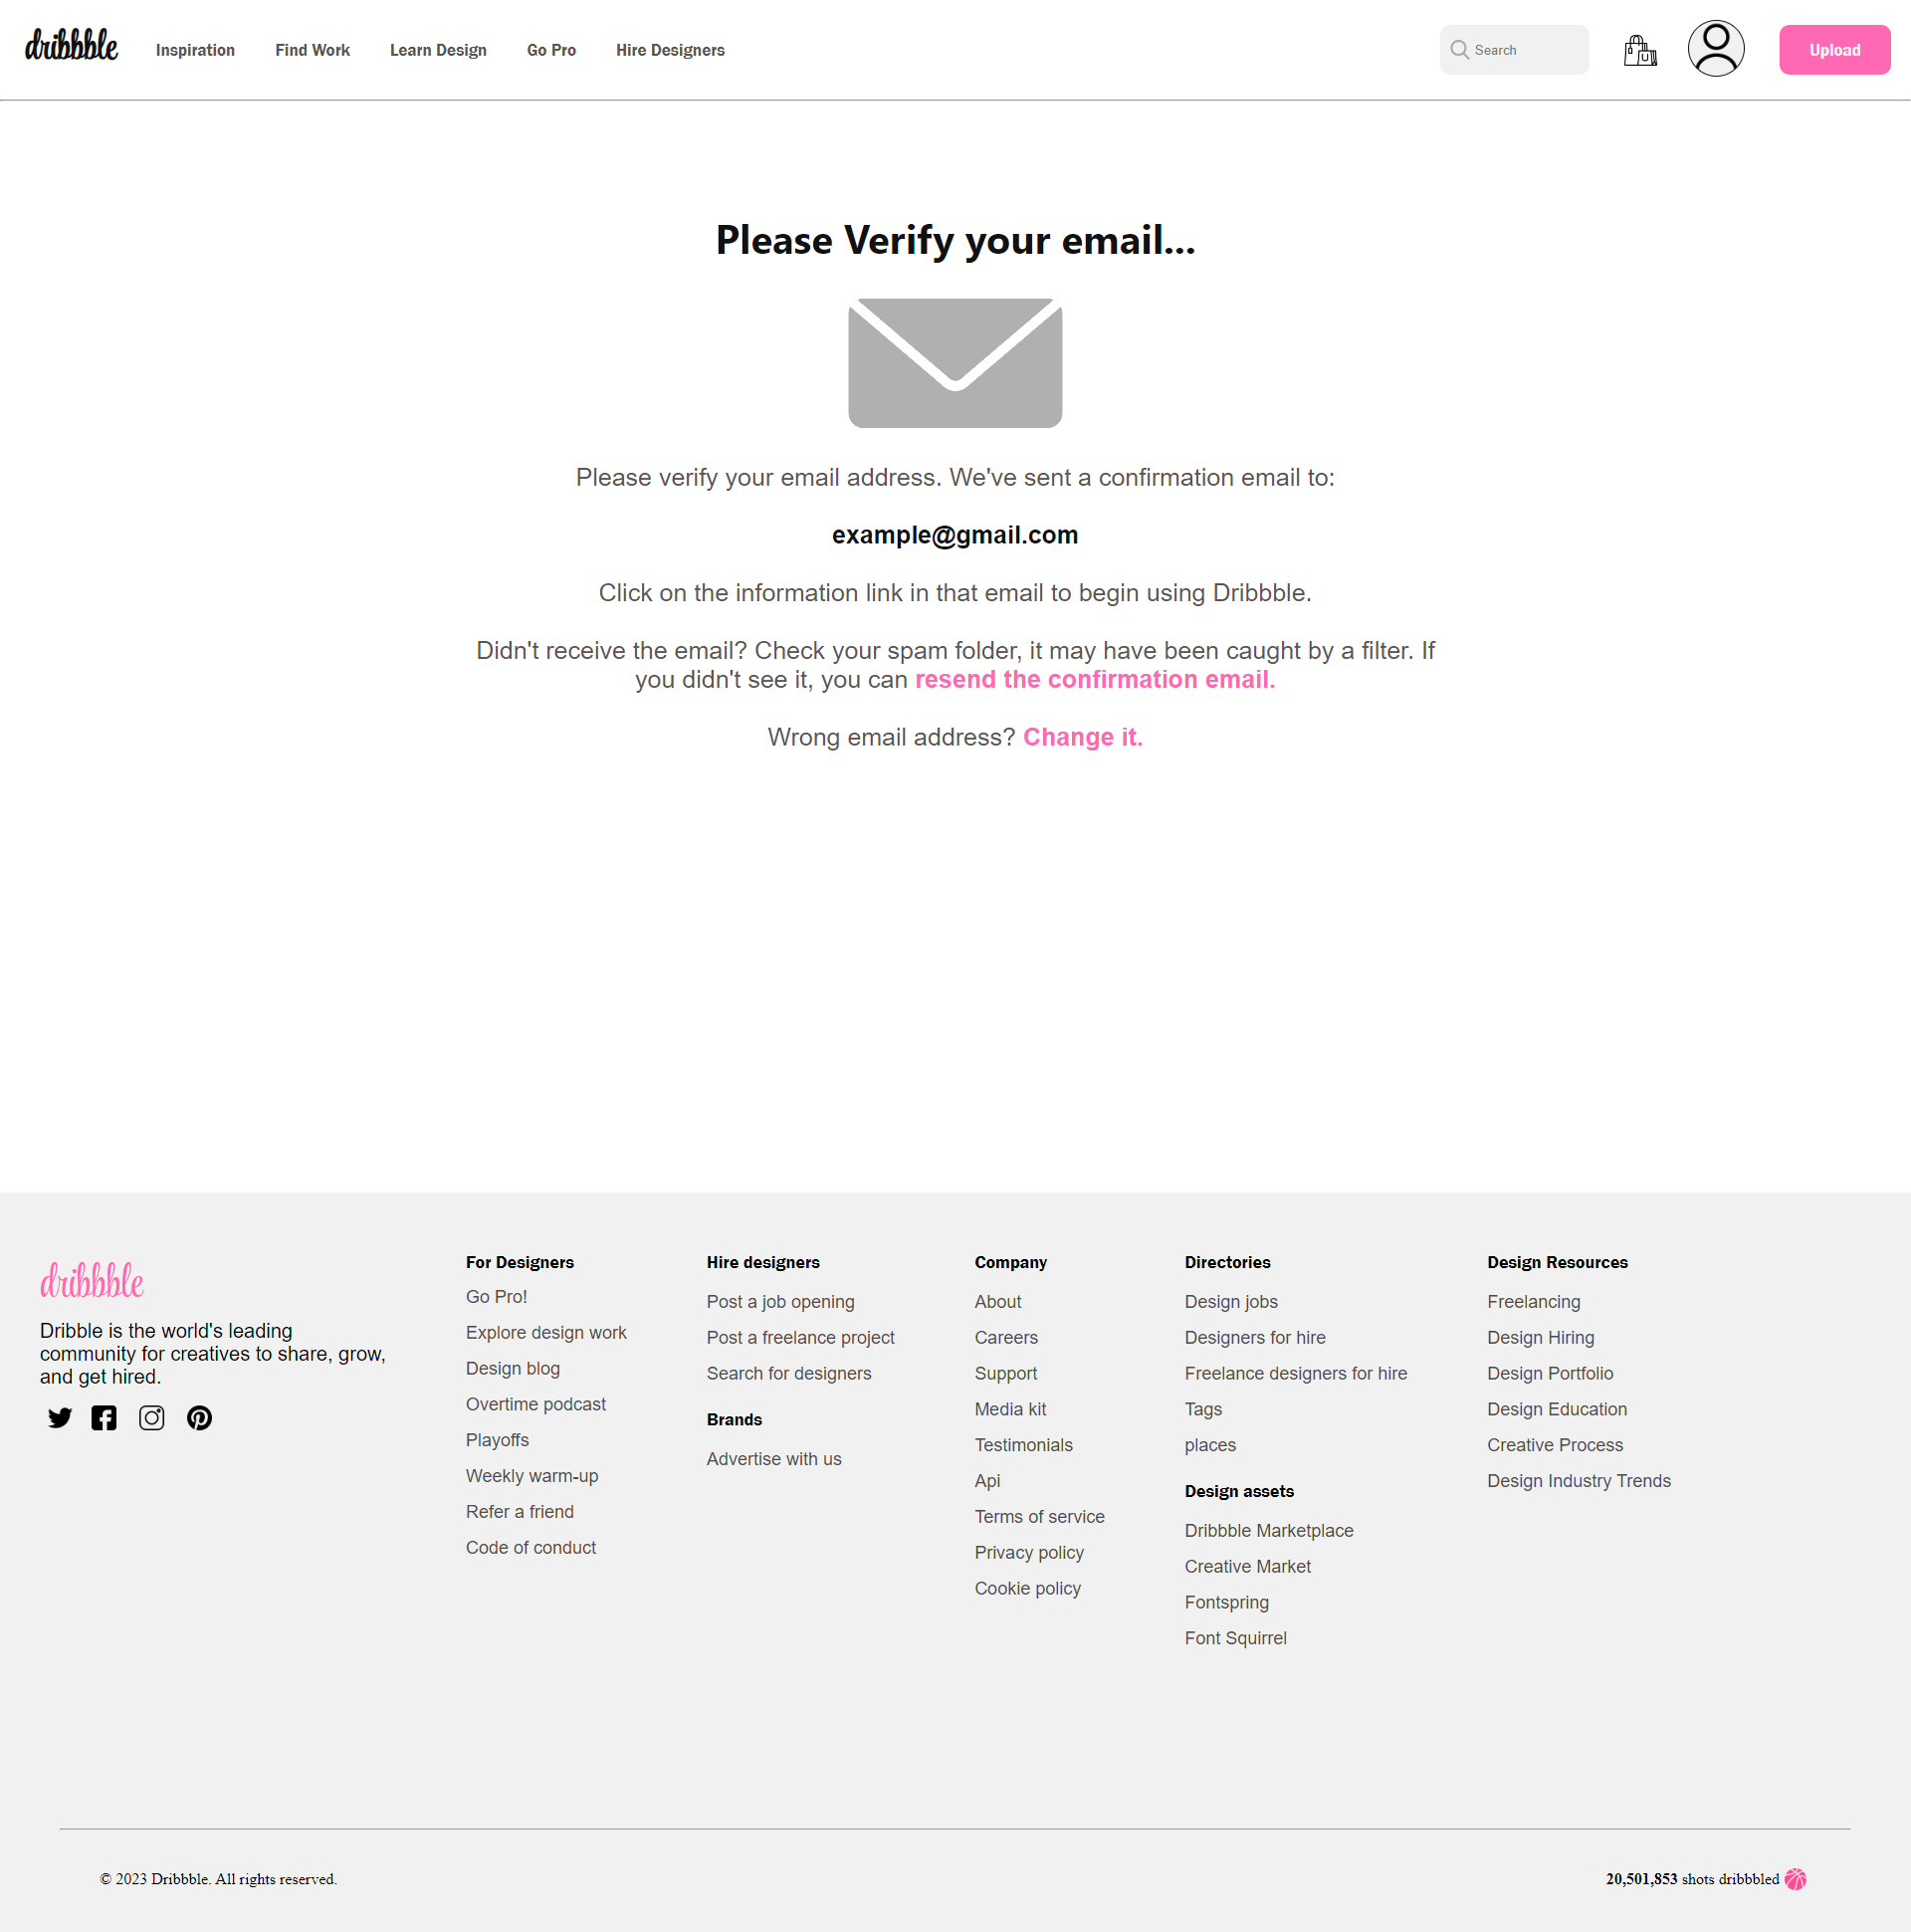 dribbble
Inspiration
Find Work
Learn Design
Go Pro
Hire Designers
Search
Upload
Please Verify your email...
Please verify your email address. We've sent a confirmation email to:
example@gmail.com
Click on the information link in that email to begin using Dribbble.
Didn't receive the email? Check your spam folder, it may have been caught by a filter. If
you didn't see it, you can resend the confirmation email.
Wrong email address? Change it.
dribbble
Dribble is the world's leading
community for creatives to share, grow,
and get hired.
For Designers
Go Pro!
Explore design work
Design blog
Overtime podcast
Playoffs
Weekly warm-up
Refer a friend
Code of conduct
Hire designers
Post a job opening
Post a freelance project
Search for designers
Brands
Advertise with us
Company
About
Careers
Support
Media kit
Testimonials
Api
Terms of service
Privacy policy
Cookie policy
Directories
Design jobs
Designers for hire
Freelance designers for hire
Tags
places
Design assets
Dribbble Marketplace
Creative Market
Fontspring
Font Squirrel
Design Resources
Freelancing
Design Hiring
Design Portfolio
Design Education
Creative Process
Design Industry Trends
© 2023 Dribbble. All rights reserved.
20,501,853 shots dribbbled